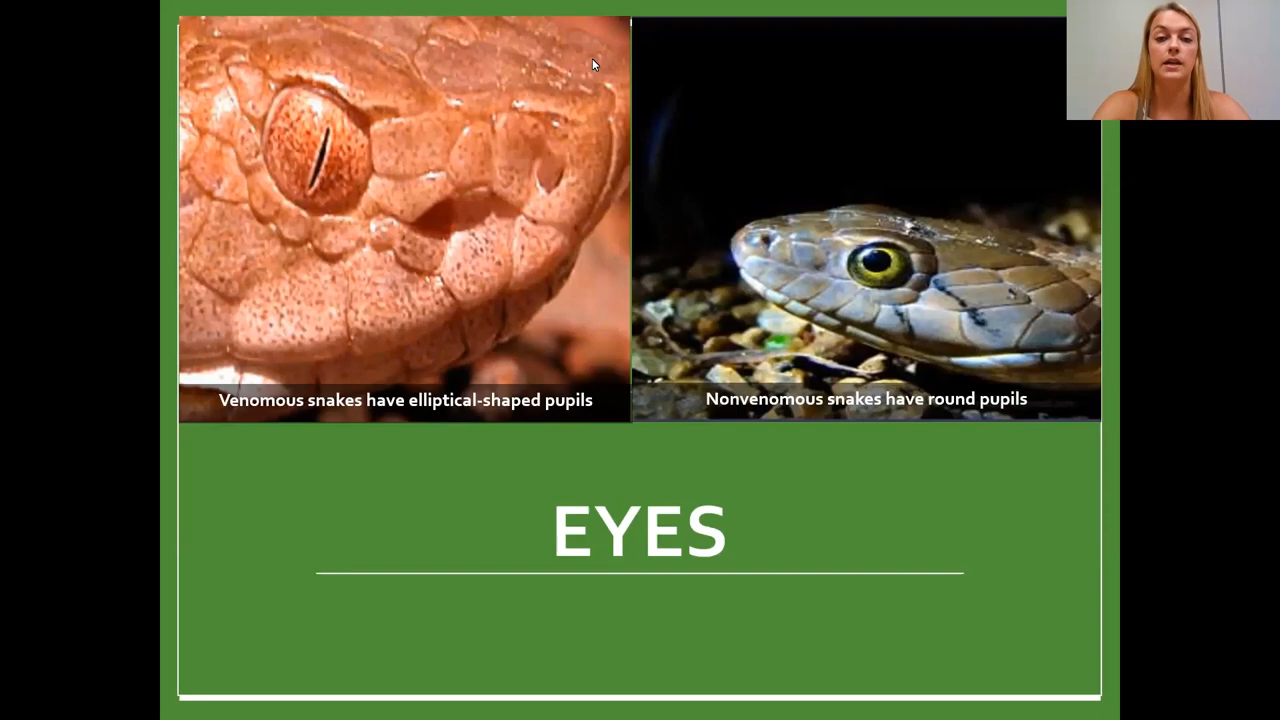 Venomous snakes have elliptical-shaped pupils
Nonvenomous snakes have round pupils
EYES